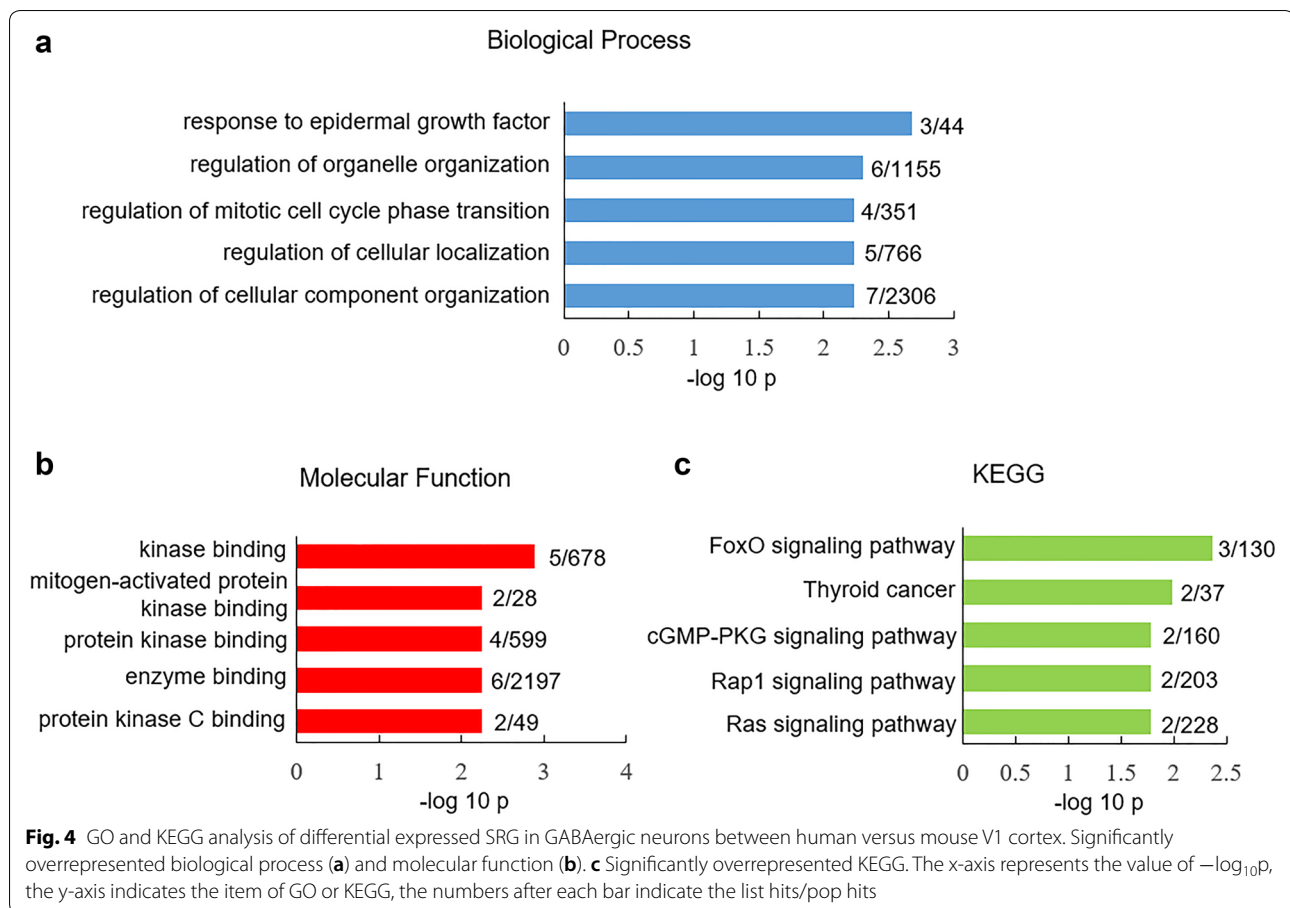 a
Biological Process
response to epidermal growth factor 3/44
regulation of organelle organization 6/1155
regulation of mitotic cell cycle phase transition 4/351
regulation of cellular localization 5/766
regulation of cellular component organization 7/2306
0 0.5 1 1.5 2 2.5 3
-log 10 p
b
Molecular Function
kinase binding 5/678
mitogen-activated protein
kinase binding 2/28
protein kinase binding 4/599
enzyme binding 6/2197
protein kinase C binding 2/49
0 1 2 3 4
-log 10 p
c
KEGG
FoxO signaling pathway 3/130
Thyroid cancer 2/37
cGMP-PKG signaling pathway 2/160
Rap1 signaling pathway 2/203
Ras signaling pathway 2/228
0 0.5 1 1.5 2 2.5
-log 10 p
Fig. 4 GO and KEGG analysis of differential expressed SRG in GABAergic neurons between human versus mouse V1 cortex. Significantly
overrepresented biological process (a) and molecular function (b). c Significantly overrepresented KEGG. The x-axis represents the value of −log₁₀p,
the y-axis indicates the item of GO or KEGG, the numbers after each bar indicate the list hits/pop hits